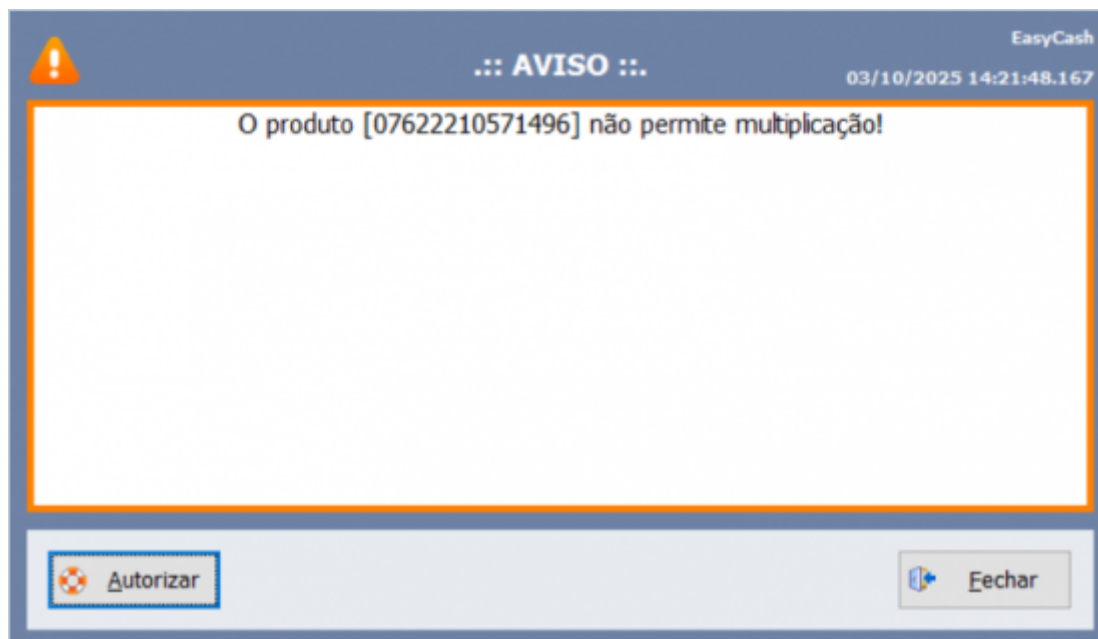 EasyCash
.:: AVISO ::.
03/10/2025 14:21:48.167
O produto [07622210571496] não permite multiplicação!
Autorizar
Fechar